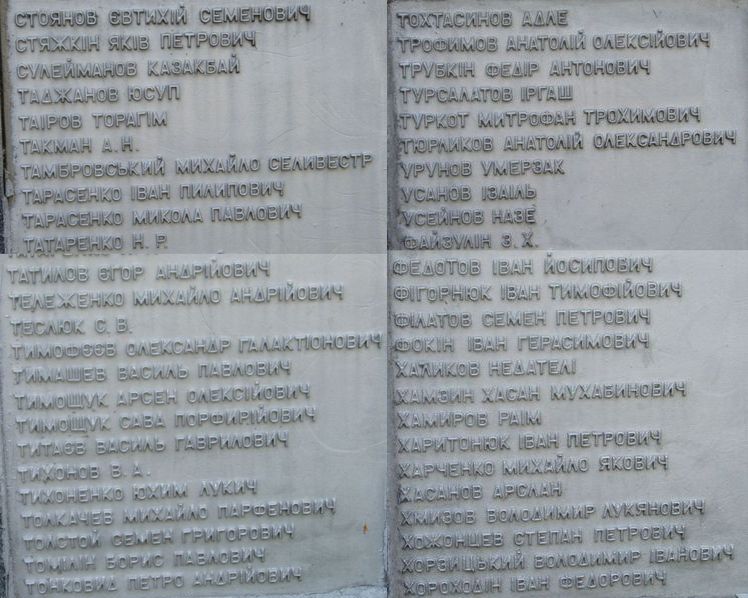 СТОЯНОВ ЄВТИХІЙ СЕМЕНОВИЧ
СТЯЖКІН ЯКІВ ПЕТРОВИЧ
СУЛЕЙМАНОВ КАЗАКБАЙ
ТАДЖАНОВ ЮСУП
ТАІРОВ ТОРАГІМ
ТАКМАН А. Н.
ТАМБРОВСЬКИЙ МИХАЙЛО СЕЛИВЕСТР
ТАРАСЕНКО ІВАН ПИЛИПОВИЧ
ТАРАСЕНКО МИКОЛА ПАВЛОВИЧ
ТАТАРЕНКО Н. Р.
ТАТИЛОВ ЄГОР АНДРІЙОВИЧ
ТЕЛЕЖЕНКО МИХАЙЛО АНДРІЙОВИЧ
ТЕСЛЮК С. В.
ТИМОФЄЄВ ОЛЕКСАНДР ГАЛАКТІОНОВИЧ
ТИМАШЕВ ВАСИЛЬ ПАВЛОВИЧ
ТИМОЩУК АРСЕН ОЛЕКСІЙОВИЧ
ТИМОЩУК САВА ПОРФИРІЙОВИЧ
ТИТАЄВ ВАСИЛЬ ГАВРИЛОВИЧ
ТИХОНОВ В. А.
ТИХОНЕНКО ЮХИМ ЛУКИЧ
ТОЛКАЧЕВ МИХАЙЛО ПАРФЕНОВИЧ
ТОЛСТОЙ СЕМЕН ГРИГОРОВИЧ
ТОМІЛІН БОРИС ПАВЛОВИЧ
ТОНКОВИД ПЕТРО АНДРІЙОВИЧ
ТОХТАСИНОВ АДЛЕ
ТРОФИМОВ АНАТОЛІЙ ОЛЕКСІЙОВИЧ
ТРУБКІН ФЕДІР АНТОНОВИЧ
ТУРСАЛАТОВ ІРГАШ
ТУРКОТ МИТРОФАН ТРОХИМОВИЧ
ТЮРЛИКОВ АНАТОЛІЙ ОЛЕКСАНДРОВИЧ
УРУНОВ УМЕРЗАК
УСАНОВ ІЗАІЛЬ
УСЕЙНОВ НАЗЕ
ФАЙЗУЛІН З. Х.
ФЕДОТОВ ІВАН ЙОСИПОВИЧ
ФІГОРНЮК ІВАН ТИМОФІЙОВИЧ
ФІЛАТОВ СЕМЕН ПЕТРОВИЧ
ФОКІН ІВАН ГЕРАСИМОВИЧ
ХАЛИКОВ НЕДАТЕЛІ
ХАМЗИН ХАСАН МУХАБИНОВИЧ
ХАМИРОВ РАІМ
ХАРИТОНЮК ІВАН ПЕТРОВИЧ
ХАРЧЕНКО МИХАЙЛО ЯКОВИЧ
ХАСАНОВ АРСЛАН
ХМИЗОВ ВОЛОДИМИР ЛУКЯНОВИЧ
ХОЖОНЦЕВ СТЕПАН ПЕТРОВИЧ
ХОРЗИЦЬКИЙ ВОЛОДИМИР ІВАНОВИЧ
ХОРОХОДІН ІВАН ФЕДОРОВИЧ